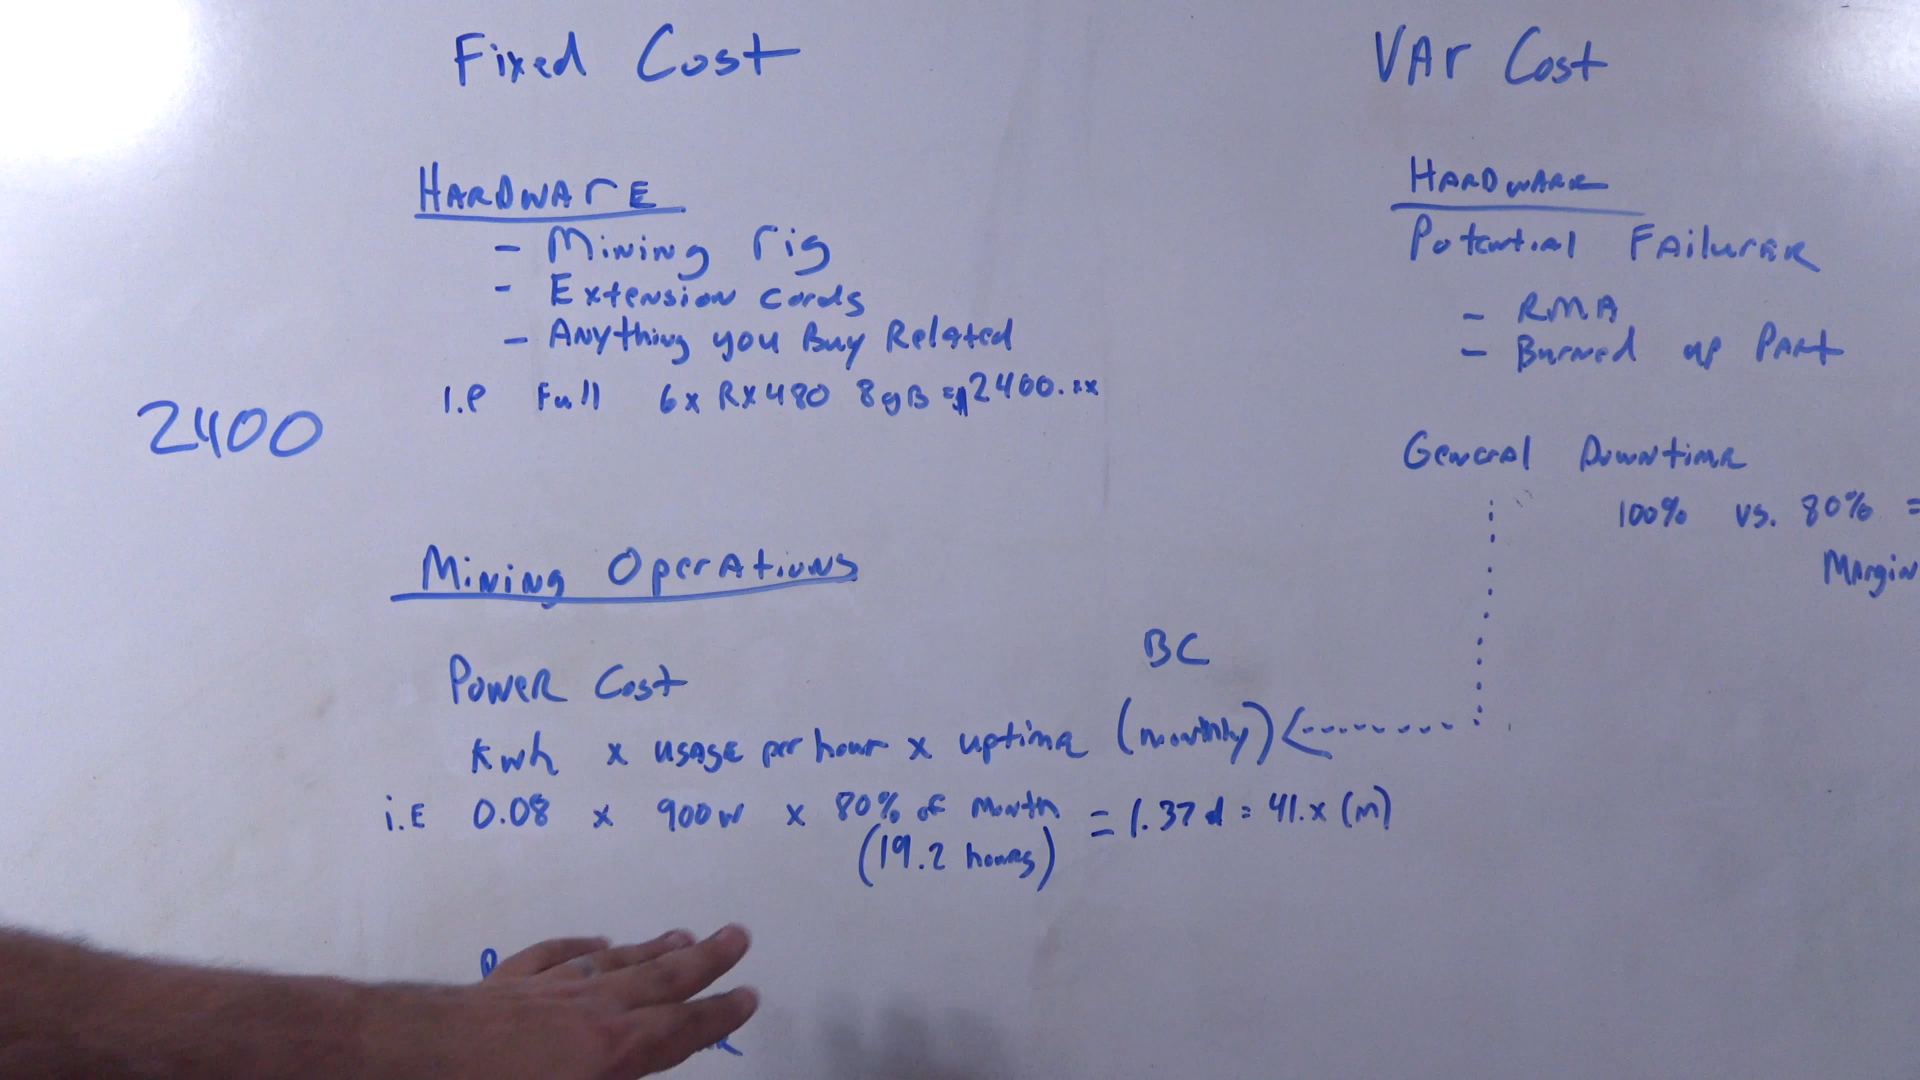 Fixed Cost
HARDWArE
- Mining rig
- Extension cords
- Anything you Buy Related
I.e Full 6x RX480 8gB = $2400.xx
2400
Mining Operations
Power Cost
BC
Kwh x usage per hour x uptime (monthly)
i.E 0.08 x 900w x 80% of Month = 1.37d = 41.x (m)
(19.2 hours)
VAr Cost
HARDWARE
Potential
- RMA
- Burned up Part
General Downtime
100% vs. 80% =
Margin